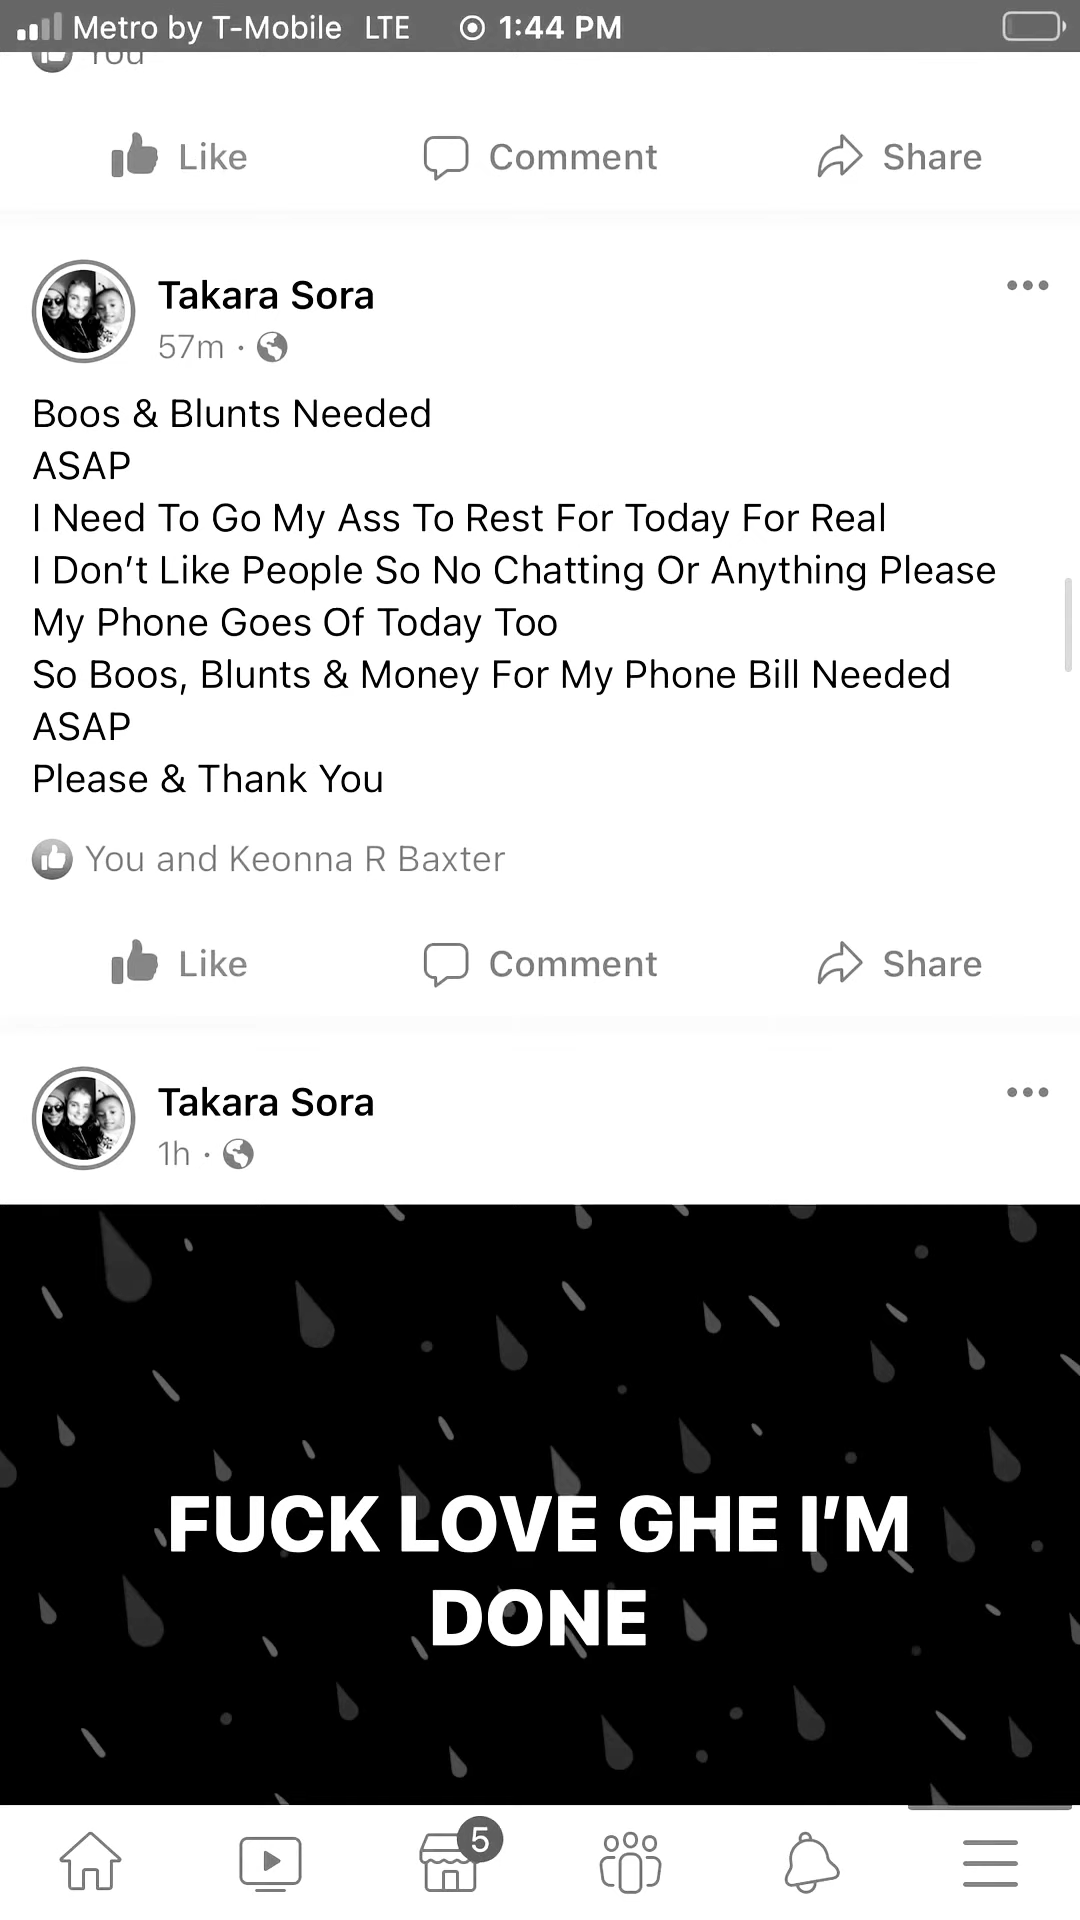 Metro by T-Mobile LTE 1:44 PM
You
Like Comment Share
Takara Sora
57m ·
Boos & Blunts Needed
ASAP
I Need To Go My Ass To Rest For Today For Real
I Don't Like People So No Chatting Or Anything Please
My Phone Goes Of Today Too
So Boos, Blunts & Money For My Phone Bill Needed
ASAP
Please & Thank You
You and Keonna R Baxter
Like Comment Share
Takara Sora
1h ·
FUCK LOVE GHE I'M
DONE
5